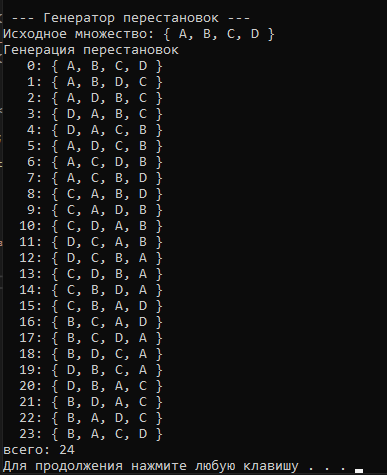 --- Генератор перестановок ---
Исходное множество: { A, B, C, D }
Генерация перестановок
0: { A, B, C, D }
1: { A, B, D, C }
2: { A, D, B, C }
3: { D, A, B, C }
4: { D, A, C, B }
5: { A, D, C, B }
6: { A, C, D, B }
7: { A, C, B, D }
8: { C, A, B, D }
9: { C, A, D, B }
10: { C, D, A, B }
11: { D, C, A, B }
12: { D, C, B, A }
13: { C, D, B, A }
14: { C, B, D, A }
15: { C, B, A, D }
16: { B, C, A, D }
17: { B, C, D, A }
18: { B, D, C, A }
19: { D, B, C, A }
20: { D, B, A, C }
21: { B, D, A, C }
22: { B, A, D, C }
23: { B, A, C, D }
всего: 24
Для продолжения нажмите любую клавишу . . .